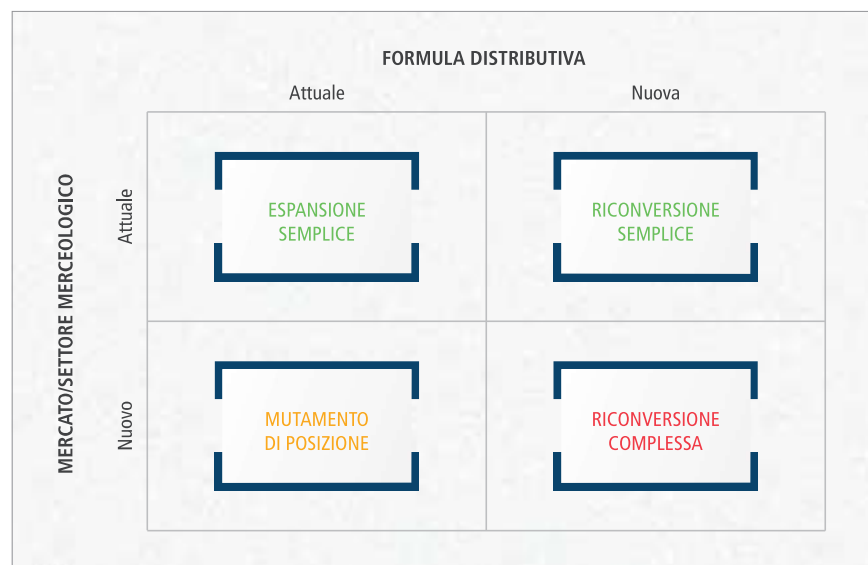 FORMULA DISTRIBUTIVA
Attuale
Nuova
MERCATO/SETTORE MERCEOLOGICO
Attuale
ESPANSIONE
SEMPLICE
RICONVERSIONE
SEMPLICE
Nuovo
MUTAMENTO
DI POSIZIONE
RICONVERSIONE
COMPLESSA